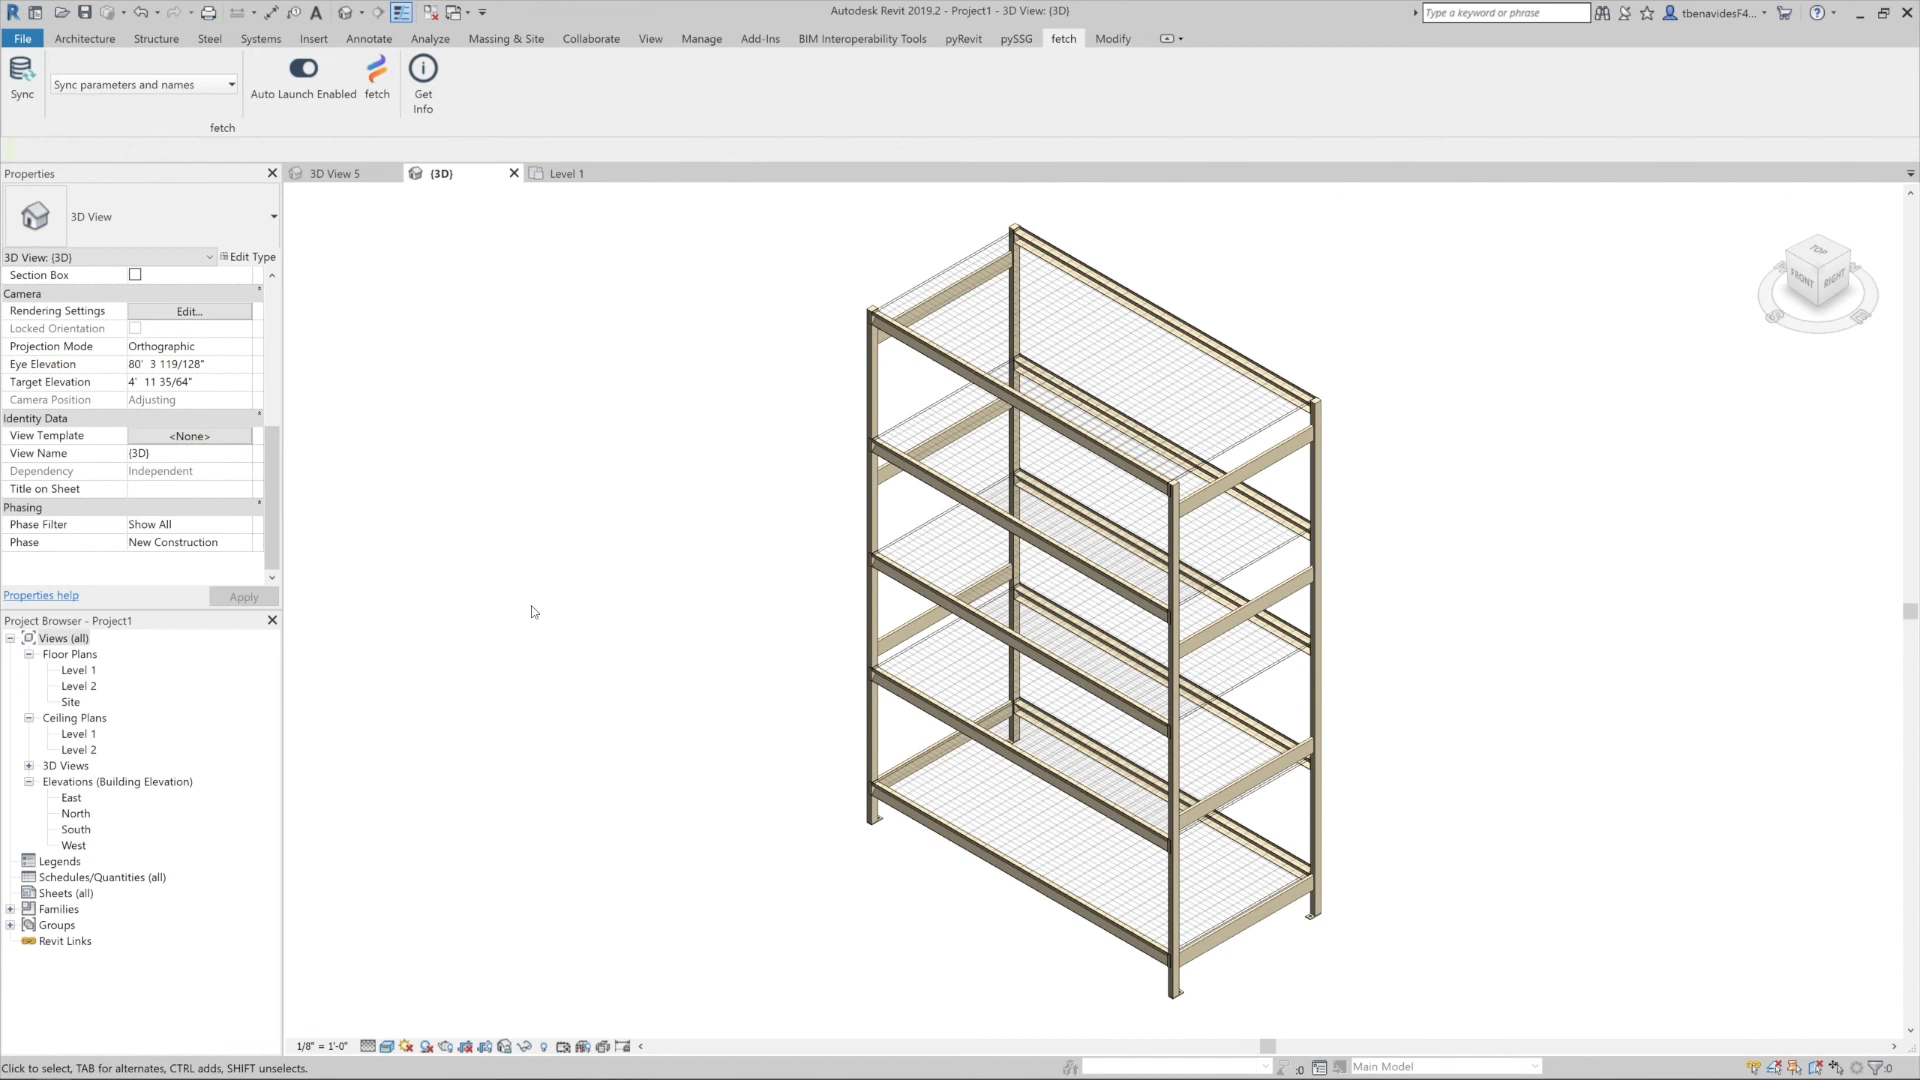 Autodesk Revit 2019.2 - Project1 - 3D View: {3D}
Type a keyword or phrase
tbenavidesF4...
File Architecture Structure Steel Systems Insert Annotate Analyze Massing & Site Collaborate View Manage Add-Ins BIM Interoperability Tools pyRevit pySSG fetch Modify
Sync
Sync parameters and names
Auto Launch Enabled
fetch
Get
Info
fetch
Properties
3D View 5
{3D}
Level 1
3D View
3D View: {3D}
Edit Type
Section Box
Camera
Rendering Settings Edit...
Locked Orientation
Projection Mode Orthographic
Eye Elevation 80' 3 119/128"
Target Elevation 4' 11 35/64"
Camera Position Adjusting
Identity Data
View Template <None>
View Name {3D}
Dependency Independent
Title on Sheet
Phasing
Phase Filter Show All
Phase New Construction
Properties help
Apply
Project Browser - Project1
Views (all)
Floor Plans
Level 1
Level 2
Site
Ceiling Plans
Level 1
Level 2
3D Views
Elevations (Building Elevation)
East
North
South
West
Legends
Schedules/Quantities (all)
Sheets (all)
Families
Groups
Revit Links
TOP
FRONT
RIGHT
1/8" = 1'-0"
Click to select, TAB for alternates, CTRL adds, SHIFT unselects.
:0
Main Model
:0